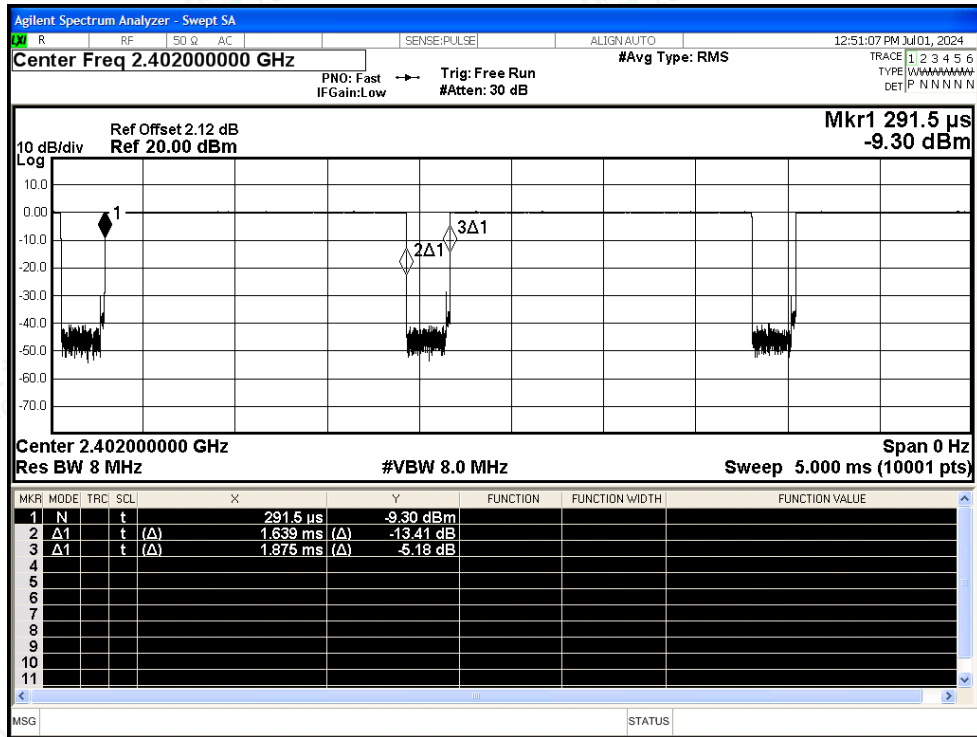 Agilent Spectrum Analyzer - Swept SA
LXI R RF 50 Ω AC SENSE:PULSE ALIGN AUTO 12:51:07 PM Jul 01, 2024
Center Freq 2.402000000 GHz
PNO: Fast
IFGain:Low
Trig: Free Run
#Atten: 30 dB
#Avg Type: RMS
TRACE 1 2 3 4 5 6
TYPE
DET P N N N N N
Mkr1 291.5 µs
-9.30 dBm
Ref Offset 2.12 dB
10 dB/div Ref 20.00 dBm
Log
10.0
0.00
-10.0
-20.0
-30.0
-40.0
-50.0
-60.0
-70.0
1
2Δ1
3Δ1
Center 2.402000000 GHz Span 0 Hz
Res BW 8 MHz #VBW 8.0 MHz Sweep 5.000 ms (10001 pts)
MKR MODE TRC SCL X Y FUNCTION FUNCTION WIDTH FUNCTION VALUE
1 N t 291.5 µs -9.30 dBm
2 Δ1 t (Δ) 1.639 ms (Δ) -13.41 dB
3 Δ1 t (Δ) 1.875 ms (Δ) -5.18 dB
4
5
6
7
8
9
10
11
MSG STATUS